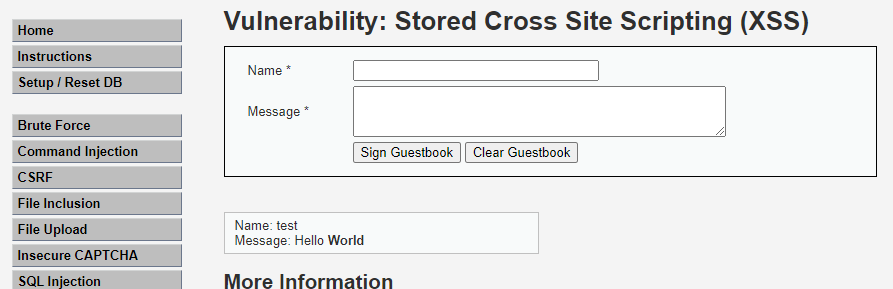 Home
Instructions
Setup / Reset DB
Brute Force
Command Injection
CSRF
File Inclusion
File Upload
Insecure CAPTCHA
SQL Injection
Vulnerability: Stored Cross Site Scripting (XSS)
Name *
Message *
Sign Guestbook Clear Guestbook
Name: test
Message: Hello World
More Information